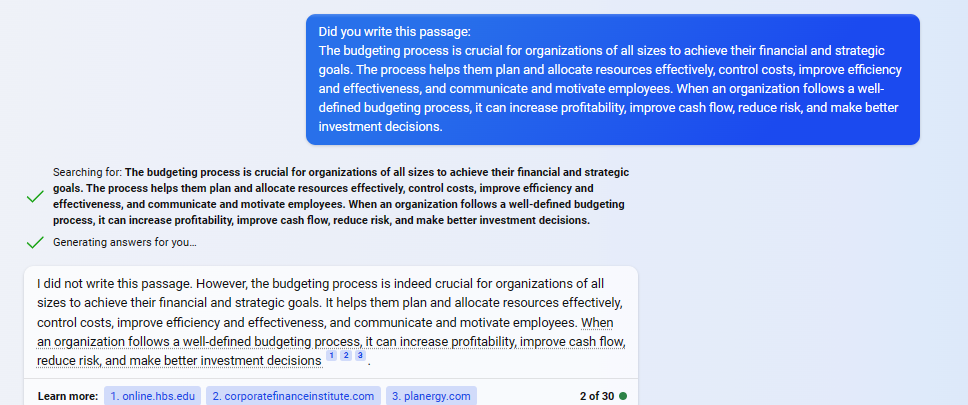 Did you write this passage:
The budgeting process is crucial for organizations of all sizes to achieve their financial and strategic
goals. The process helps them plan and allocate resources effectively, control costs, improve efficiency
and effectiveness, and communicate and motivate employees. When an organization follows a well-
defined budgeting process, it can increase profitability, improve cash flow, reduce risk, and make better
investment decisions.
Searching for: The budgeting process is crucial for organizations of all sizes to achieve their financial and strategic
goals. The process helps them plan and allocate resources effectively, control costs, improve efficiency and
effectiveness, and communicate and motivate employees. When an organization follows a well-defined budgeting
process, it can increase profitability, improve cash flow, reduce risk, and make better investment decisions.
Generating answers for you…
I did not write this passage. However, the budgeting process is indeed crucial for organizations of all
sizes to achieve their financial and strategic goals. It helps them plan and allocate resources effectively,
control costs, improve efficiency and effectiveness, and communicate and motivate employees. When
an organization follows a well-defined budgeting process, it can increase profitability, improve cash flow,
reduce risk, and make better investment decisions 1 2 3 .
Learn more: 1. online.hbs.edu 2. corporatefinanceinstitute.com 3. planergy.com 2 of 30